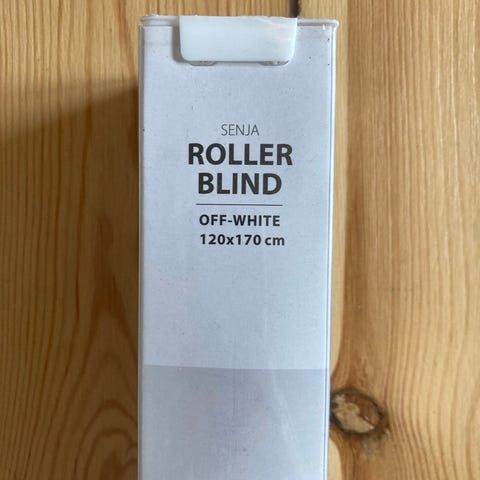 SENJA
ROLLER
BLIND
OFF-WHITE
120x170 cm